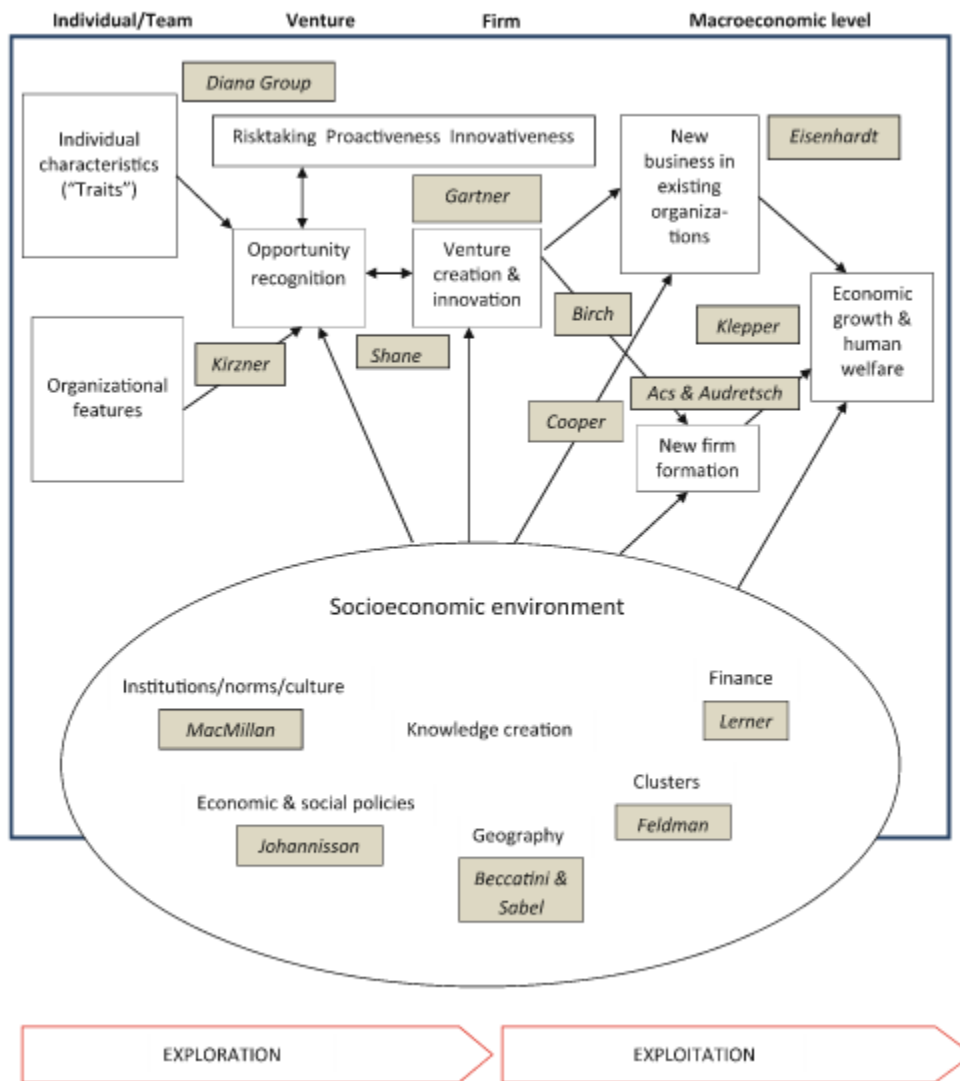 Individual/Team
Venture
Firm
Macroeconomic level
Diana Group
Individual
characteristics
("Traits")
Risktaking Proactiveness Innovativeness
New
business in
existing
organiza-
tions
Eisenhardt
Gartner
Opportunity
recognition
Venture
creation &
innovation
Birch
Klepper
Economic
growth &
human
welfare
Organizational
features
Kirzner
Shane
Acs & Audretsch
Cooper
New firm
formation
Socioeconomic environment
Institutions/norms/culture
MacMillan
Knowledge creation
Finance
Lerner
Economic & social policies
Johannisson
Clusters
Feldman
Geography
Beccatini &
Sabel
EXPLORATION
EXPLOITATION